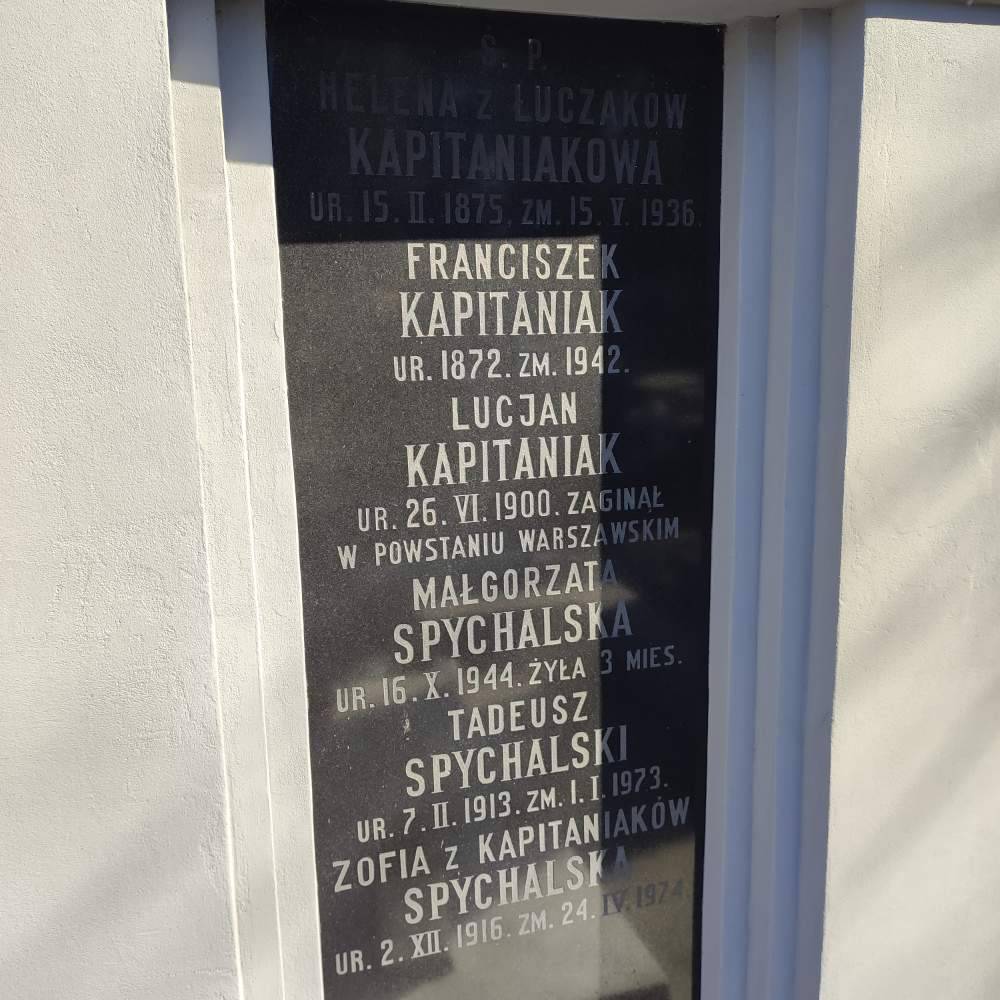 Ś. P.
HELENA z ŁUCZAKÓW
KAPITANIAKOWA
UR. 15. II. 1875. ZM. 15. V. 1936.
FRANCISZEK
KAPITANIAK
UR. 1872. ZM. 1942.
LUCJAN
KAPITANIAK
UR. 26. VI. 1900. ZAGINĄŁ
W POWSTANIU WARSZAWSKIM
MAŁGORZATA
SPYCHALSKA
UR. 16. X. 1944. ŻYŁA 3 MIES.
TADEUSZ
SPYCHALSKI
UR. 7. II. 1913. ZM. 1. I. 1973.
ZOFIA z KAPITANIAKÓW
SPYCHALSKA
UR. 2. XII. 1916. ZM. 24. IV. 1974.